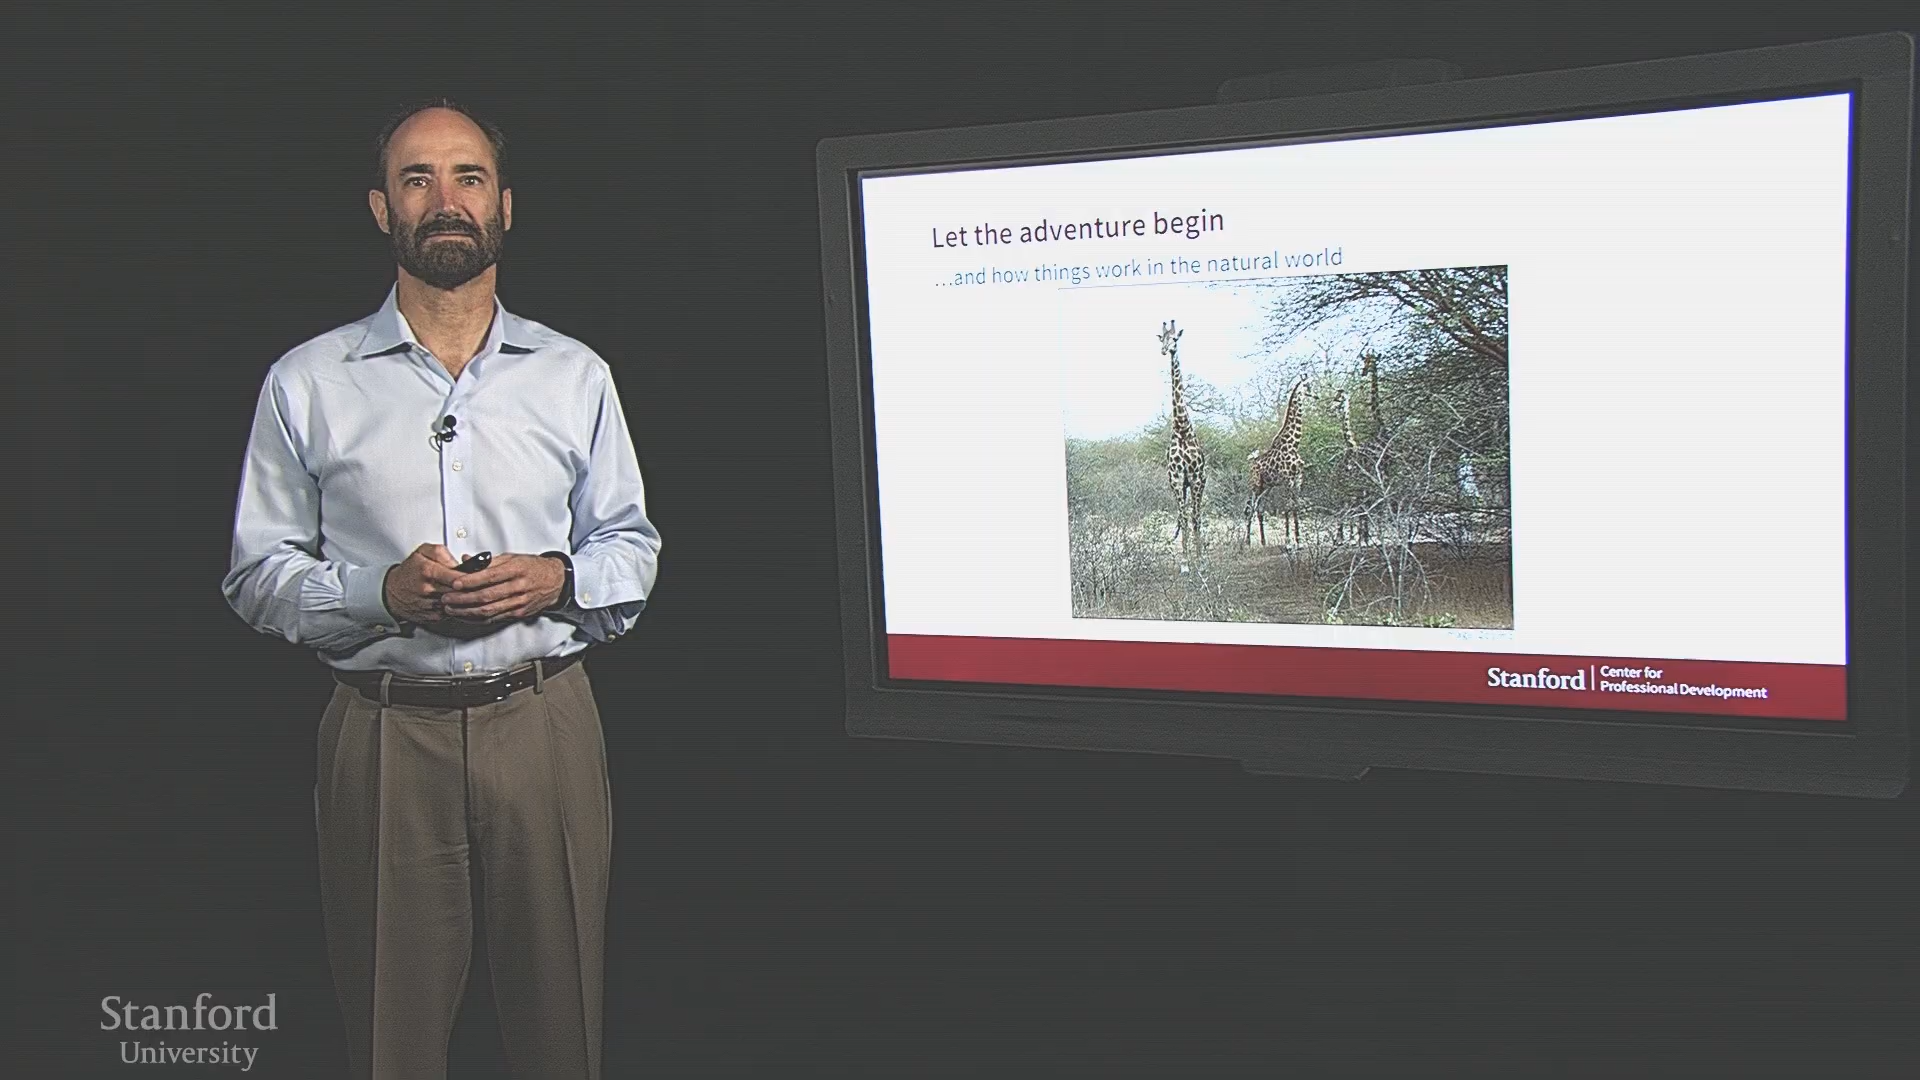 Let the adventure begin
...and how things work in the natural world
Stanford
Center for
Professional Development
Stanford
University